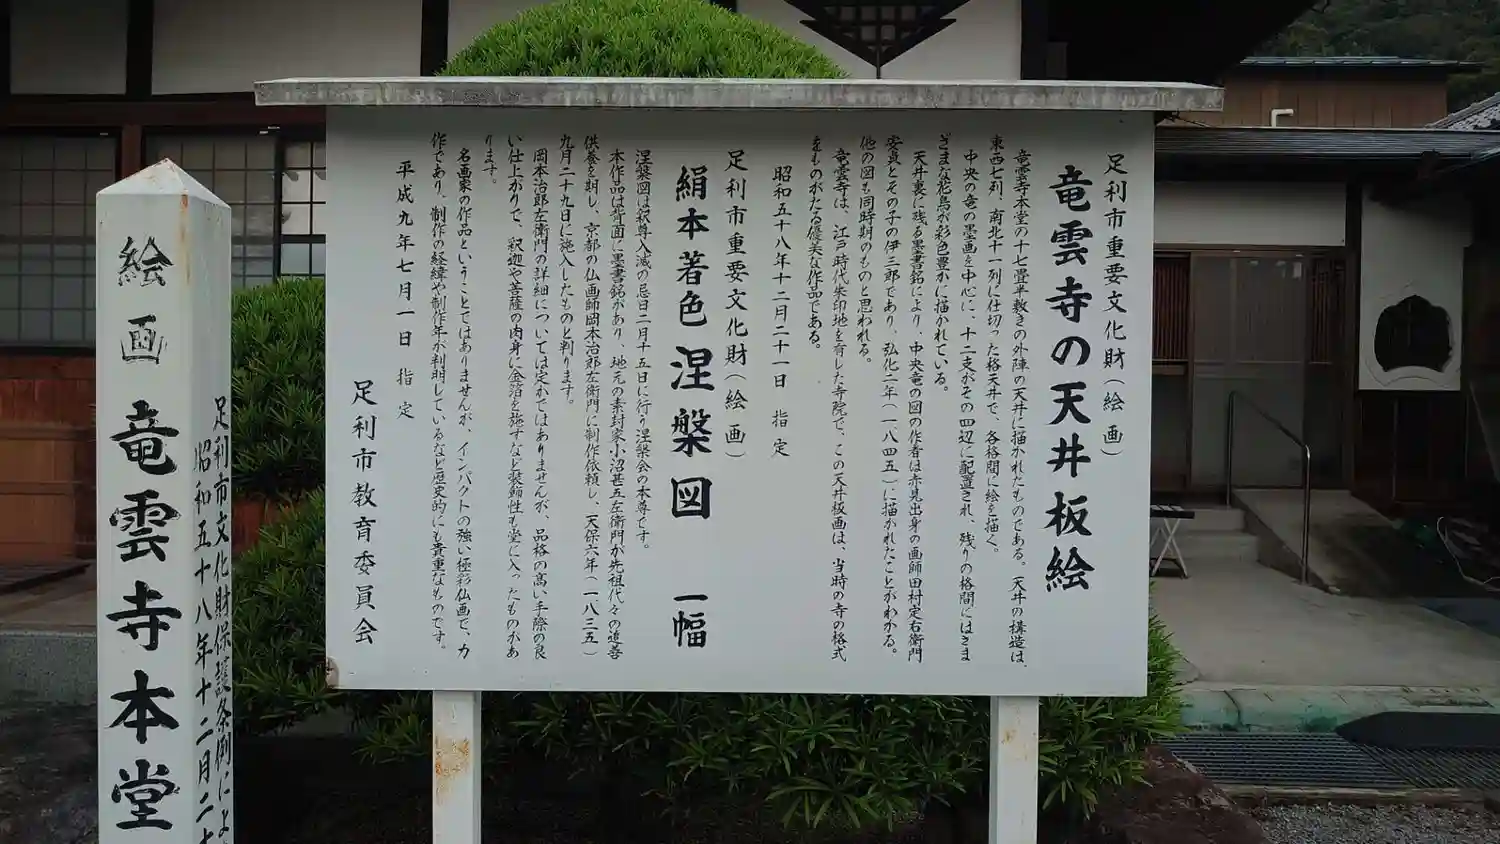 足利市重要文化財(絵画)
竜雲寺の天井板絵
竜雲寺本堂の十七畳半敷きの外陣の天井に描かれたものである。天井の構造は、
東西七列、南北十一列に仕切った格天井で、各格間に絵を描く。
中央の竜の墨画を中心に、十二支がその四辺に配置され、残りの格間にはさま
ざまな花鳥が彩色豊かに描かれている。
天井裏に残る墨書銘により、中央竜の図の作者は赤見出身の画師田村定右衛門
安員とその子の伊三郎であり、弘化二年(一八四五)に描かれたことがわかる。
他の図も同時期のものと思われる。
竜雲寺は、江戸時代朱印地を有した寺院で、この天井板画は、当時の寺の格式
をものがたる優美な作品である。
昭和五十八年十二月二十一日 指定
足利市重要文化財(絵画)
絹本著色 涅槃図 一幅
涅槃図は釈尊入滅の忌日二月十五日に行う涅槃会の本尊です。
本作品は背面に墨書銘があり、地元の素封家小沼甚五左衛門が先祖代々の追善
供養を期し、京都の仏画師岡本治郎左衛門に制作依頼し、天保六年(一八三五)
九月二十九日に施入したものと判ります。
岡本治郎左衛門の詳細については定かではありませんが、品格の高い手際の良
い仕上がりで、釈迦や菩薩の肉身に金箔を施すなど装飾性も堂に入ったものがあ
ります。
名画家の作品ということではありませんが、インパクトの強い極彩仏画で、力
作であり、制作の経緯や制作年が判明しているなど歴史的にも貴重なものです。
平成九年七月一日 指定
足利市教育委員会
絵画 竜雲寺本堂
足利市文化財保護条例によ
昭和五十八年十二月二十